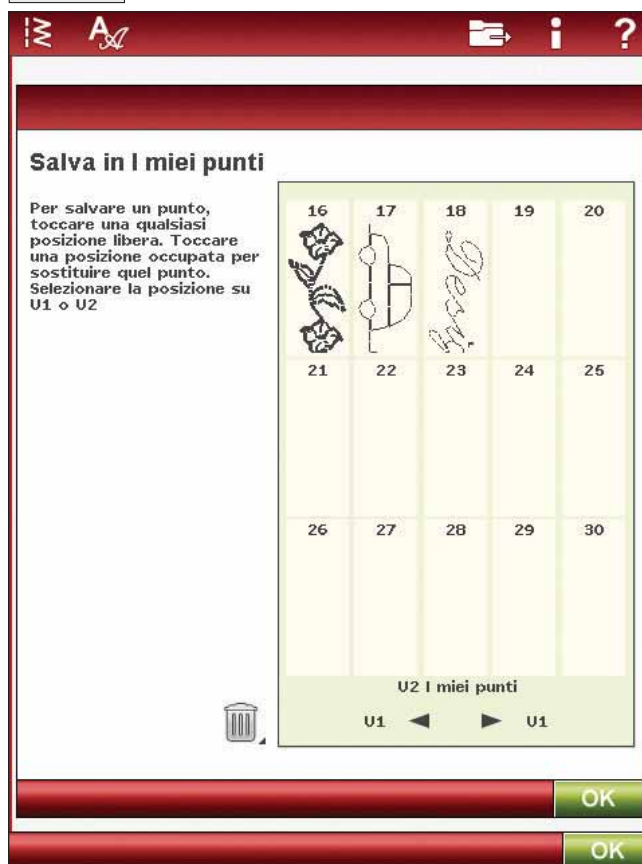 ?
Salva in I miei punti
Per salvare un punto,
toccare una qualsiasi
posizione libera. Toccare
una posizione occupata per
sostituire quel punto.
Selezionare la posizione su
U1 o U2
16 17 18 19 20
21 22 23 24 25
26 27 28 29 30
U2 I miei punti
U1 U1
OK
OK